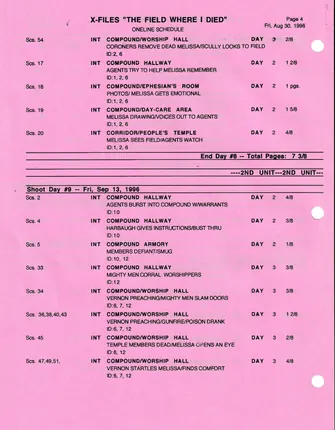 X-FILES "THE FIELD WHERE I DIED" Page 4
ONELINE SCHEDULE Fri, Aug 30, 1996
Scs. 54 INT COMPOUND/WORSHIP HALL DAY 3 2/8
CORONERS REMOVE DEAD MELISSA/SCULLY LOOKS TO FIELD
ID:2, 6
Scs. 17 INT COMPOUND HALLWAY DAY 2 1 2/8
AGENTS TRY TO HELP MELISSA REMEMBER
ID:1, 2, 6
Scs. 18 INT COMPOUND/EPHESIAN'S ROOM DAY 2 1 pgs.
PHOTOS/ MELISSA GETS EMOTIONAL
ID:1, 2, 6
Scs. 19 INT COMPOUND/DAY-CARE AREA DAY 2 1 5/8
MELISSA DRAWING/VOICES OUT TO AGENTS
ID:1, 2, 6
Scs. 20 INT CORRIDOR/PEOPLE'S TEMPLE DAY 2 4/8
MELISSA SEES FIELD/AGENTS WATCH
ID:1, 2, 6
End Day #8 -- Total Pages: 7 3/8
----2ND UNIT---2ND UNIT---
Shoot Day #9 -- Fri, Sep 13, 1996
Scs. 2 INT COMPOUND HALLWAY DAY 2 4/8
AGENTS BURST INTO COMPOUND W/WARRANTS
ID:10
Scs. 4 INT COMPOUND HALLWAY DAY 2 3/8
HARBAUGH GIVES INSTRUCTIONS/BUST THRU
ID:10
Scs. 5 INT COMPOUND ARMORY DAY 2 1/8
MEMBERS DEFIANT/SMUG
ID:10, 12
Scs. 33 INT COMPOUND HALLWAY DAY 3 3/8
MIGHTY MEN CORRAL WORSHIPPERS
ID:12
Scs. 34 INT COMPOUND/WORSHIP HALL DAY 3 3/8
VERNON PREACHING/MIGHTY MEN SLAM DOORS
ID:6, 7, 12
Scs. 36,38,40,43 INT COMPOUND/WORSHIP HALL DAY 3 1 2/8
VERNON PREACHING/GUNFIRE/POISON DRANK
ID:6, 7, 12
Scs. 45 INT COMPOUND/WORSHIP HALL DAY 3 2/8
TEMPLE MEMBERS DEAD/MELISSA OPENS AN EYE
ID:6, 12
Scs. 47,49,51, INT COMPOUND/WORSHIP HALL DAY 3 4/8
VERNON STARTLES MELISSA/FINDS COMFORT
ID:6, 7, 12